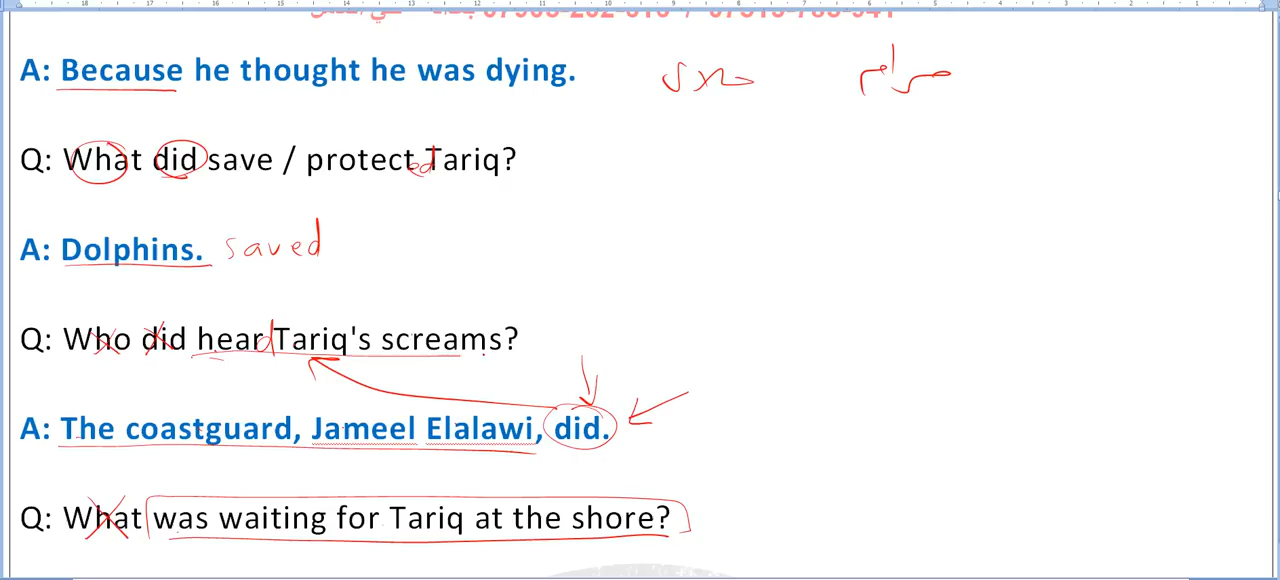 A: Because he thought he was dying.
Q: What did save / protect Tariq?
ed
A: Dolphins. saved
Q: Who did hear Tariq's screams?
d
A: The coastguard, Jameel Elalawi, did.
Q: What was waiting for Tariq at the shore?